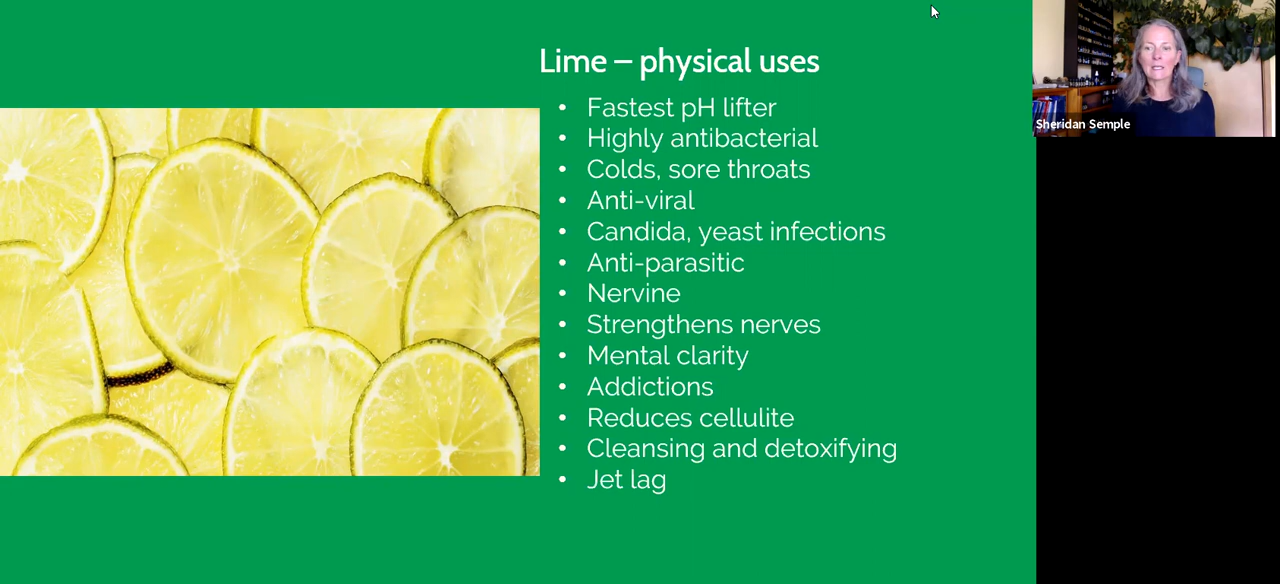 Lime – physical uses
• Fastest pH lifter
• Highly antibacterial
• Colds, sore throats
• Anti-viral
• Candida, yeast infections
• Anti-parasitic
• Nervine
• Strengthens nerves
• Mental clarity
• Addictions
• Reduces cellulite
• Cleansing and detoxifying
• Jet lag
Sheridan Semple